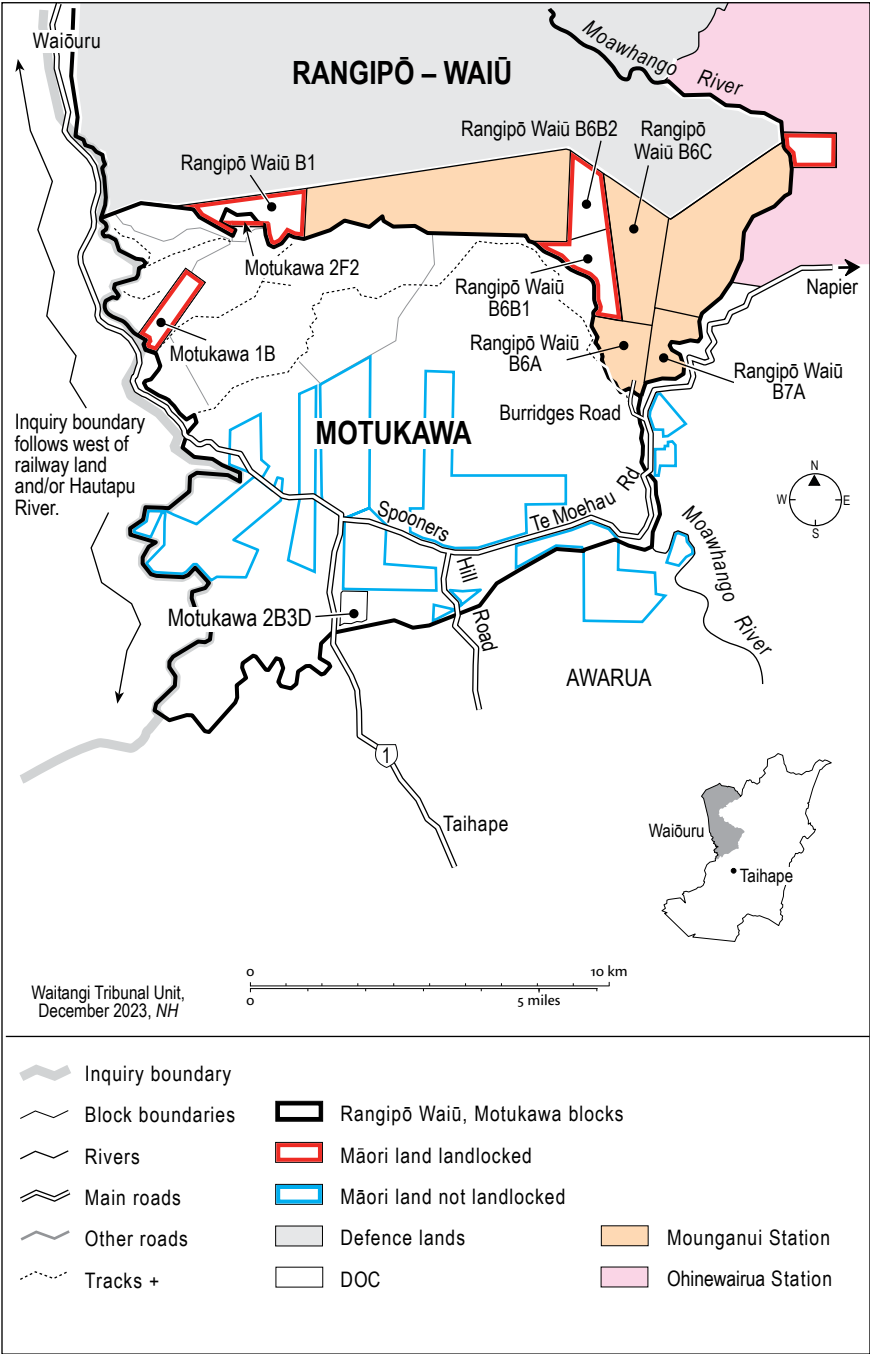 Waiōuru
RANGIPŌ – WAIŪ
Moawhango
River
Rangipō Waiū B1
Rangipō Waiū B6B2
Rangipō
Waiū B6C
Motukawa 2F2
Napier
Rangipō Waiū
B6B1
Motukawa 1B
Rangipō Waiū
B6A
Rangipō Waiū
B7A
Burridges Road
Inquiry boundary
follows west of
railway land
and/or Hautapu
River.
MOTUKAWA
N
W E
S
Spooners
Hill
Road
Te Moehau Rd
Moawhango
River
Motukawa 2B3D
AWARUA
1
Taihape
Waiōuru
Taihape
0 10 km
0 5 miles
Waitangi Tribunal Unit,
December 2023, NH
Inquiry boundary
Block boundaries
Rivers
Main roads
Other roads
Tracks +
Rangipō Waiū, Motukawa blocks
Māori land landlocked
Māori land not landlocked
Defence lands
DOC
Mounganui Station
Ohinewairua Station